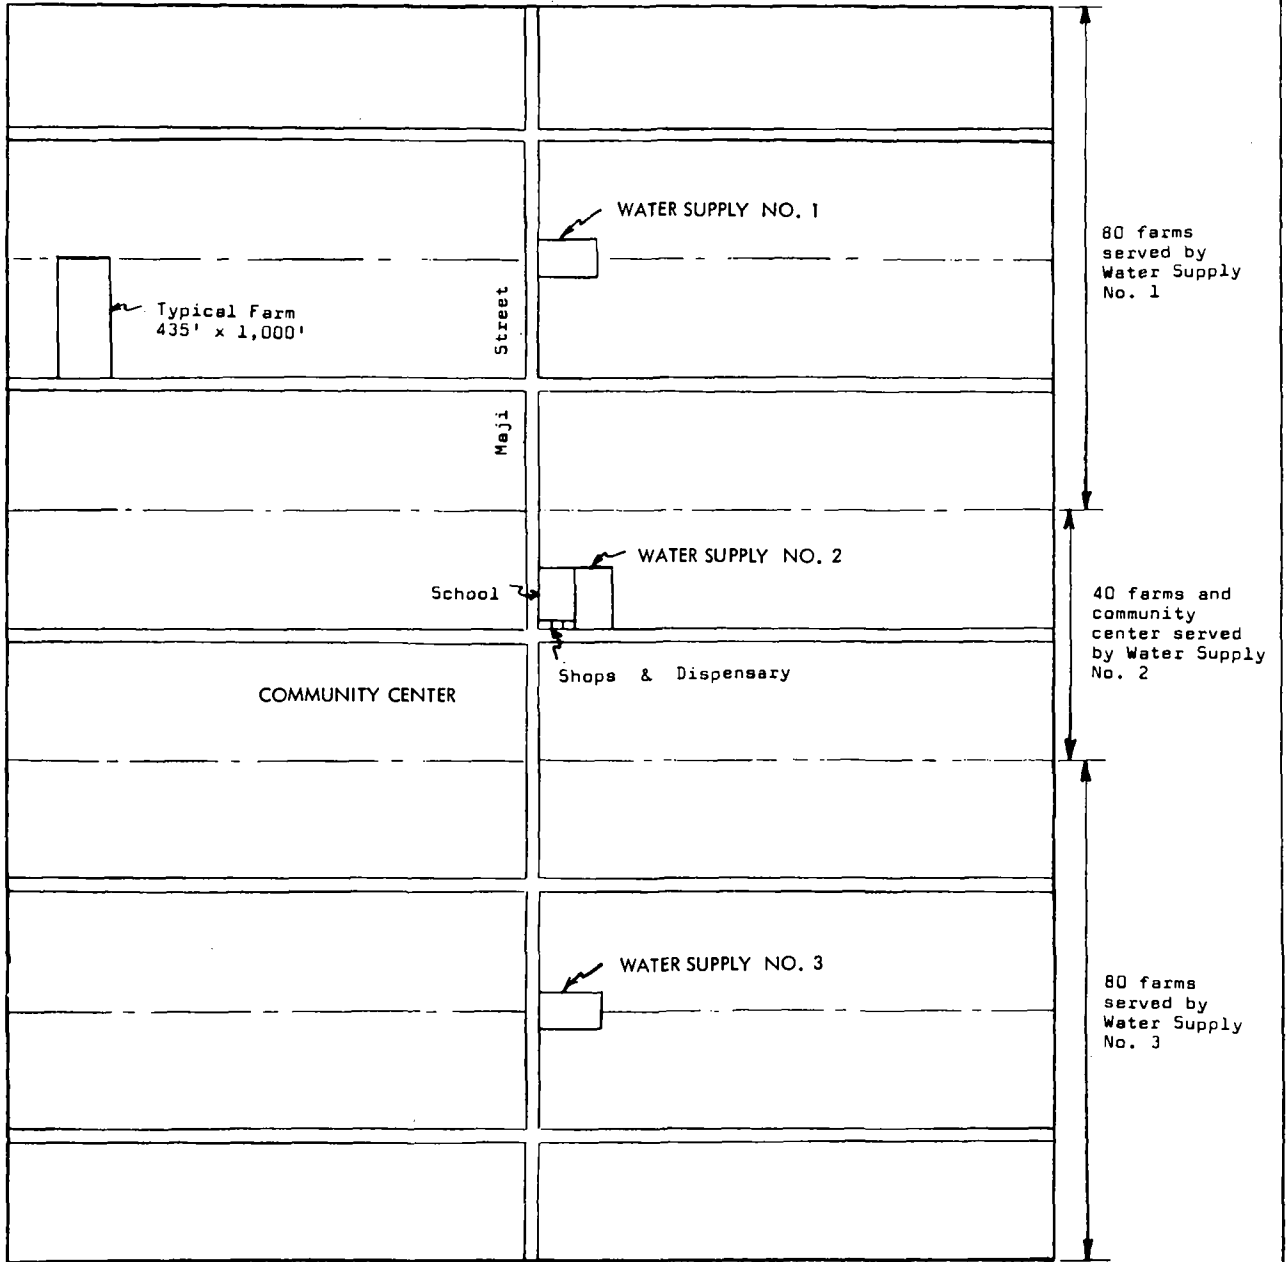 WATER SUPPLY NO. 1
80 farms
served by
Water Supply
No. 1
Typical Farm
435' x 1,000'
Maji Street
WATER SUPPLY NO. 2
School
40 farms and
community
center served
by Water Supply
No. 2
Shops & Dispensary
COMMUNITY CENTER
WATER SUPPLY NO. 3
80 farms
served by
Water Supply
No. 3